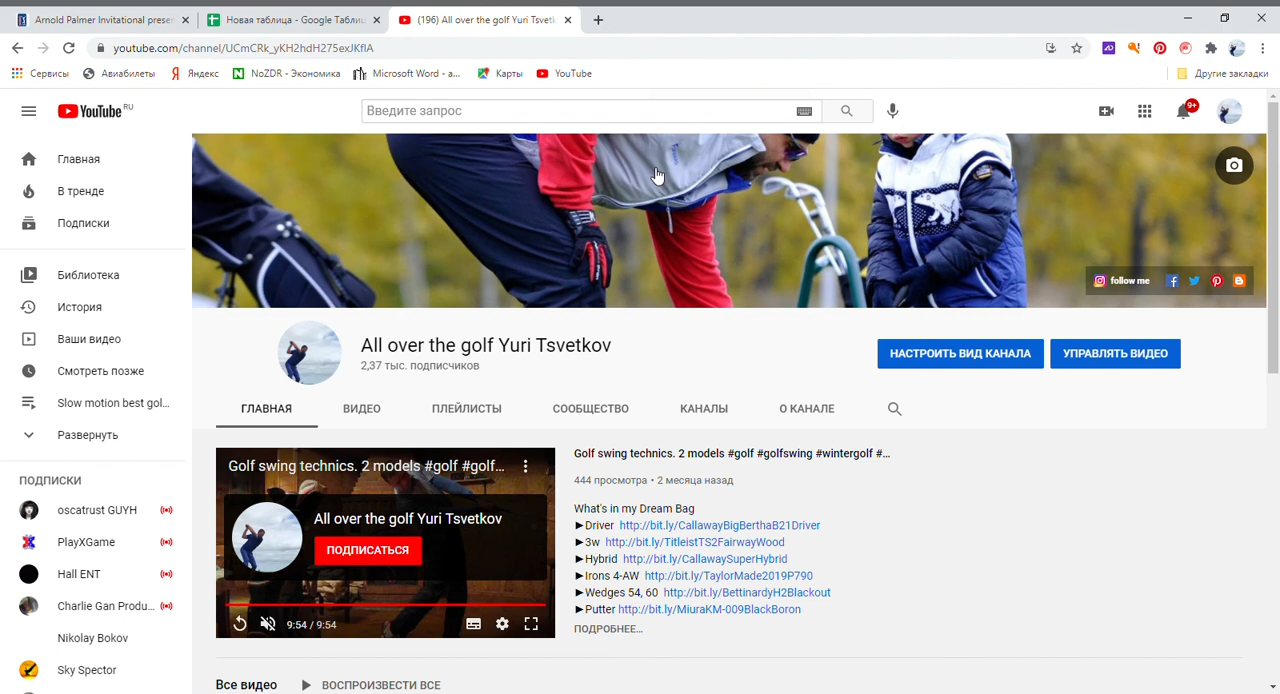 Arnold Palmer Invitational preser
Новая таблица - Google Таблиц
(196) All over the golf Yuri Tsvetk
youtube.com/channel/UCmCRk_yKH2hdH275exJKfIA
Сервисы
Авиабилеты
Яндекс
NoZDR - Экономика
Microsoft Word - a...
Карты
YouTube
Другие закладки
YouTube RU
Введите запрос
9+
Главная
В тренде
Подписки
Библиотека
История
Ваши видео
Смотреть позже
Slow motion best gol...
Развернуть
ПОДПИСКИ
oscatrust GUYH
PlayXGame
Hall ENT
Charlie Gan Produ...
Nikolay Bokov
Sky Spector
follow me
All over the golf Yuri Tsvetkov
2,37 тыс. подписчиков
НАСТРОИТЬ ВИД КАНАЛА
УПРАВЛЯТЬ ВИДЕО
ГЛАВНАЯ
ВИДЕО
ПЛЕЙЛИСТЫ
СООБЩЕСТВО
КАНАЛЫ
О КАНАЛЕ
Golf swing technics. 2 models #golf #golf...
All over the golf Yuri Tsvetkov
ПОДПИСАТЬСЯ
9:54 / 9:54
Golf swing technics. 2 models #golf #golfswing #wintergolf #...
444 просмотра • 2 месяца назад
What's in my Dream Bag
►Driver http://bit.ly/CallawayBigBerthaB21Driver
►3w http://bit.ly/TitleistTS2FairwayWood
►Hybrid http://bit.ly/CallawaySuperHybrid
►Irons 4-AW http://bit.ly/TaylorMade2019P790
►Wedges 54, 60 http://bit.ly/BettinardyH2Blackout
►Putter http://bit.ly/MiuraKM-009BlackBoron
ПОДРОБНЕЕ...
Все видео
ВОСПРОИЗВЕСТИ ВСЕ